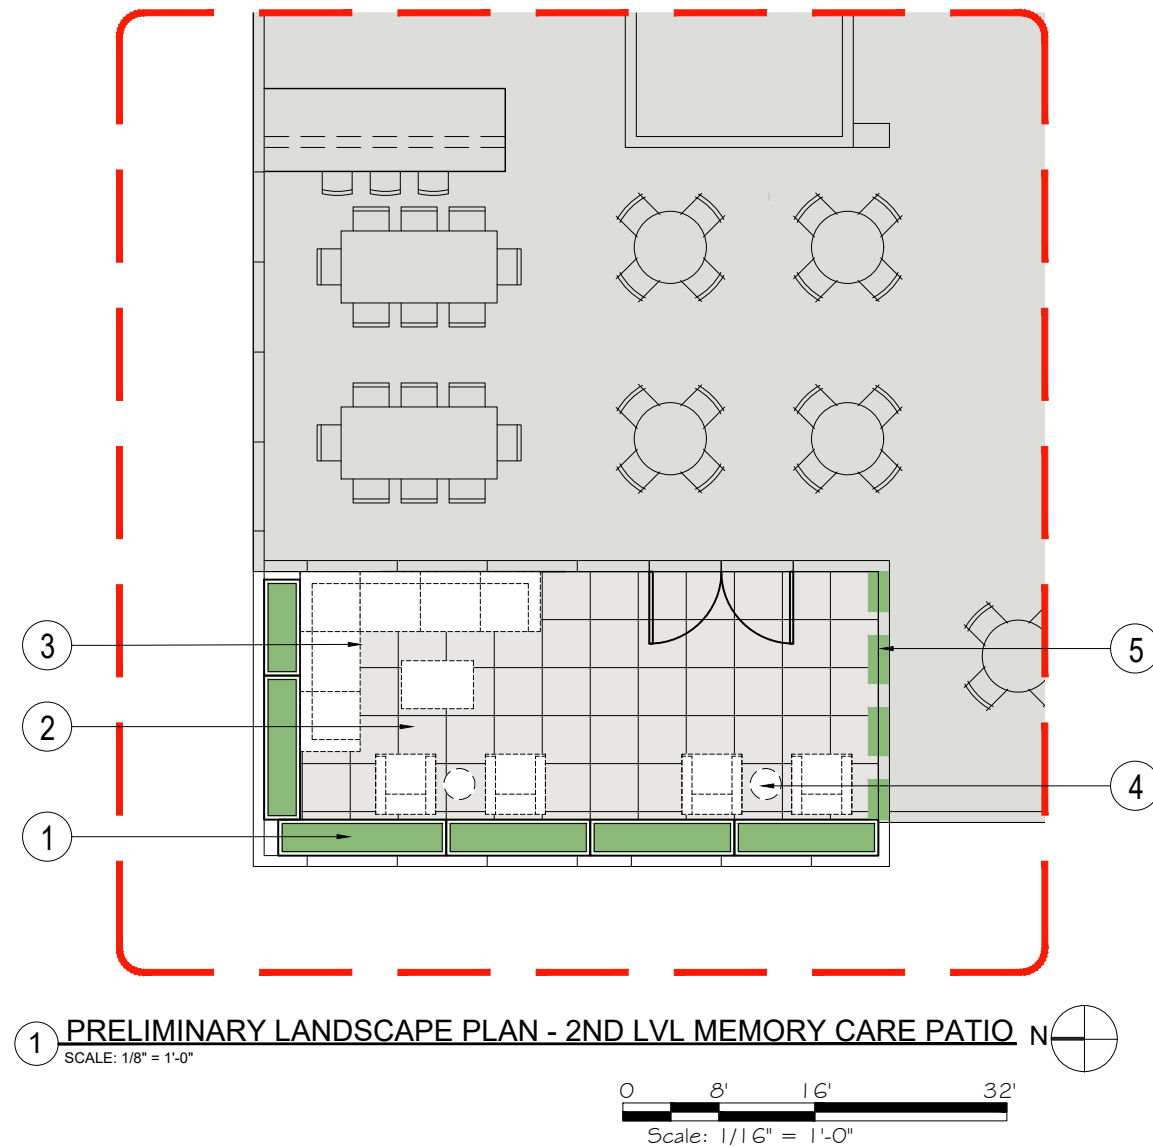 3
5
2
4
1
1 PRELIMINARY LANDSCAPE PLAN - 2ND LVL MEMORY CARE PATIO N
SCALE: 1/8" = 1'-0"
0 8' 16' 32'
Scale: 1/16" = 1'-0"